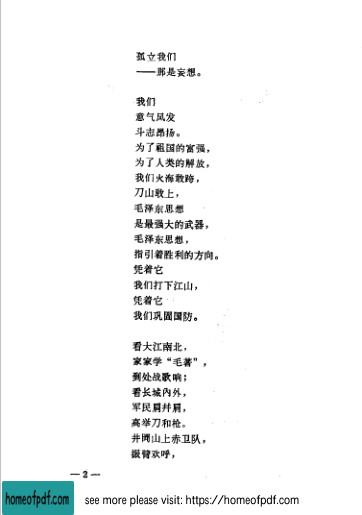 孤立我们
——那是妄想。
我们
意气风发
斗志昂扬。
为了祖国的富强，
为了人类的解放，
我们火海敢跨，
刀山敢上，
毛泽东思想
是最强大的武器，
毛泽东思想，
指引着胜利的方向。
凭着它
我们打下江山，
凭着它
我们巩固国防。
看大江南北，
家家学“毛著”，
到处战歌响；
看长城内外，
军民肩并肩，
高举刀和枪。
井岡山上赤卫队，
振臂欢呼，
—2—
homeofpdf.com
see more please visit: https://homeofpdf.com